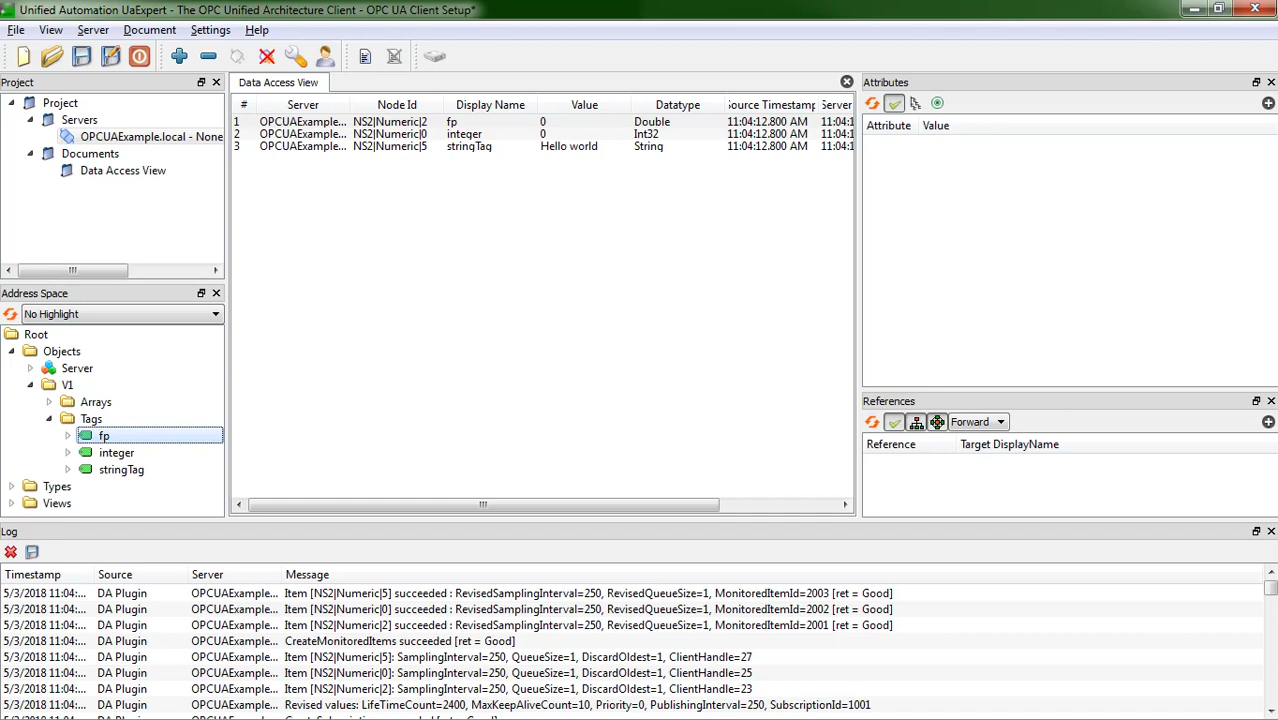 Unified Automation UaExpert - The OPC Unified Architecture Client - OPC UA Client Setup*
File View Server Document Settings Help
Project
Project
Servers
OPCUAExample.local - None
Documents
Data Access View
Address Space
No Highlight
Root
Objects
Server
V1
Arrays
Tags
fp
integer
stringTag
Types
Views
Data Access View
# Server Node Id Display Name Value Datatype ource Timestamp Server
1 OPCUAExample... NS2|Numeric|2 fp 0 Double 11:04:12.800 AM 11:04:1
2 OPCUAExample... NS2|Numeric|0 integer 0 Int32 11:04:12.800 AM 11:04:1
3 OPCUAExample... NS2|Numeric|5 stringTag Hello world String 11:04:12.800 AM 11:04:1
Attributes
Attribute Value
References
Forward
Reference Target DisplayName
Log
Timestamp Source Server Message
5/3/2018 11:04:... DA Plugin OPCUAExample... Item [NS2|Numeric|5] succeeded : RevisedSamplingInterval=250, RevisedQueueSize=1, MonitoredItemId=2003 [ret = Good]
5/3/2018 11:04:... DA Plugin OPCUAExample... Item [NS2|Numeric|0] succeeded : RevisedSamplingInterval=250, RevisedQueueSize=1, MonitoredItemId=2002 [ret = Good]
5/3/2018 11:04:... DA Plugin OPCUAExample... Item [NS2|Numeric|2] succeeded : RevisedSamplingInterval=250, RevisedQueueSize=1, MonitoredItemId=2001 [ret = Good]
5/3/2018 11:04:... DA Plugin OPCUAExample... CreateMonitoredItems succeeded [ret = Good]
5/3/2018 11:04:... DA Plugin OPCUAExample... Item [NS2|Numeric|5]: SamplingInterval=250, QueueSize=1, DiscardOldest=1, ClientHandle=27
5/3/2018 11:04:... DA Plugin OPCUAExample... Item [NS2|Numeric|0]: SamplingInterval=250, QueueSize=1, DiscardOldest=1, ClientHandle=25
5/3/2018 11:04:... DA Plugin OPCUAExample... Item [NS2|Numeric|2]: SamplingInterval=250, QueueSize=1, DiscardOldest=1, ClientHandle=23
5/3/2018 11:04:... DA Plugin OPCUAExample... Revised values: LifeTimeCount=2400, MaxKeepAliveCount=10, Priority=0, PublishingInterval=250, SubscriptionId=1001